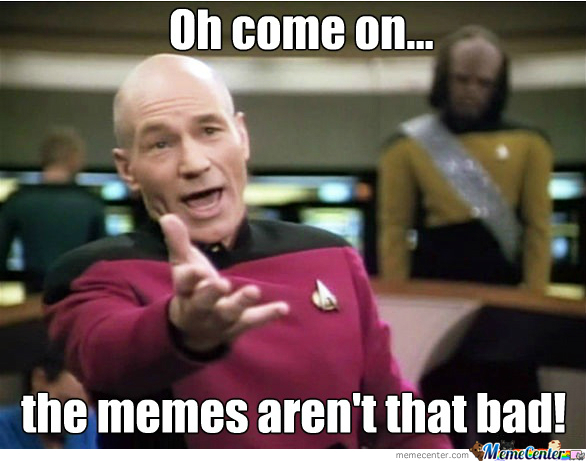 Oh come on...
the memes aren't that bad!
memecenter.com MemeCenter